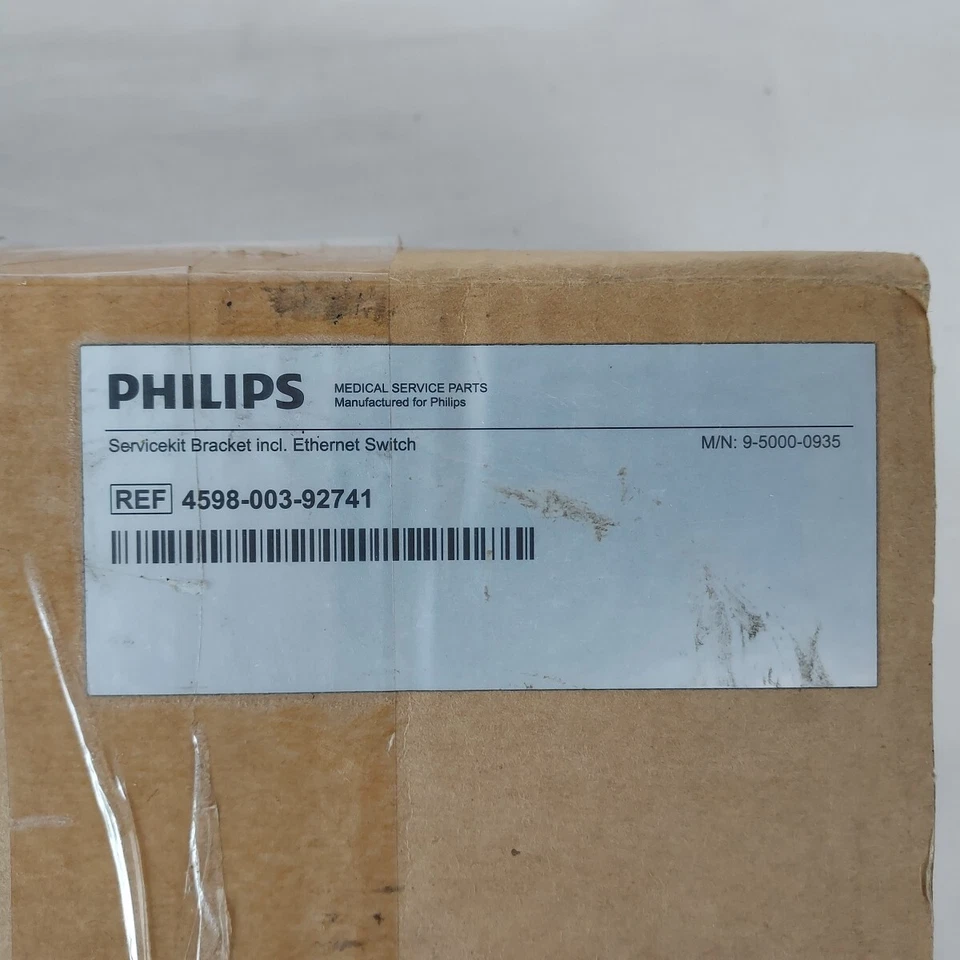 PHILIPS
MEDICAL SERVICE PARTS
Manufactured for Philips
Servicekit Bracket incl. Ethernet Switch
M/N: 9-5000-0935
REF 4598-003-92741